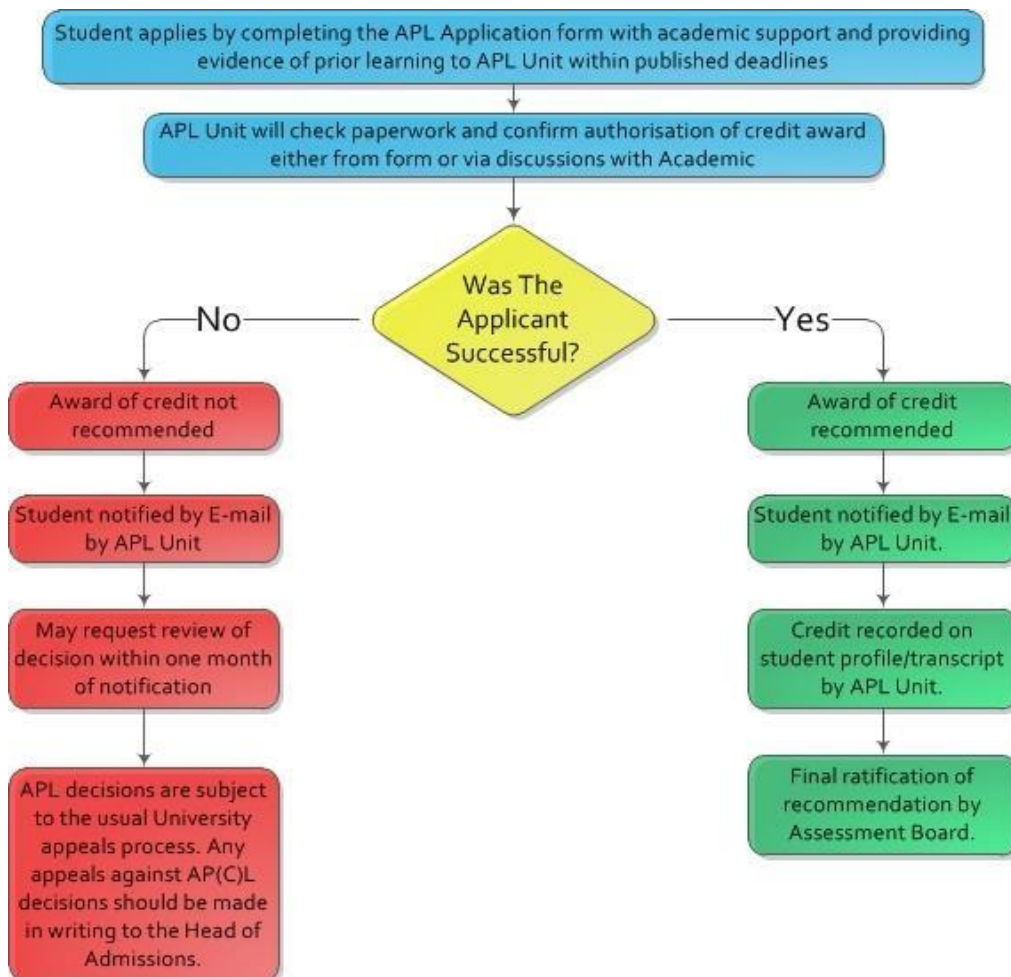 Student applies by completing the APL Application form with academic support and providing
evidence of prior learning to APL Unit within published deadlines
APL Unit will check paperwork and confirm authorisation of credit award
either from form or via discussions with Academic
Was The
Applicant
Successful?
No
Yes
Award of credit not
recommended
Student notified by E-mail
by APL Unit
May request review of
decision within one month
of notification
APL decisions are subject
to the usual University
appeals process. Any
appeals against AP(C)L
decisions should be made
in writing to the Head of
Admissions.
Award of credit
recommended
Student notified by E-mail
by APL Unit.
Credit recorded on
student profile/transcript
by APL Unit.
Final ratification of
recommendation by
Assessment Board.